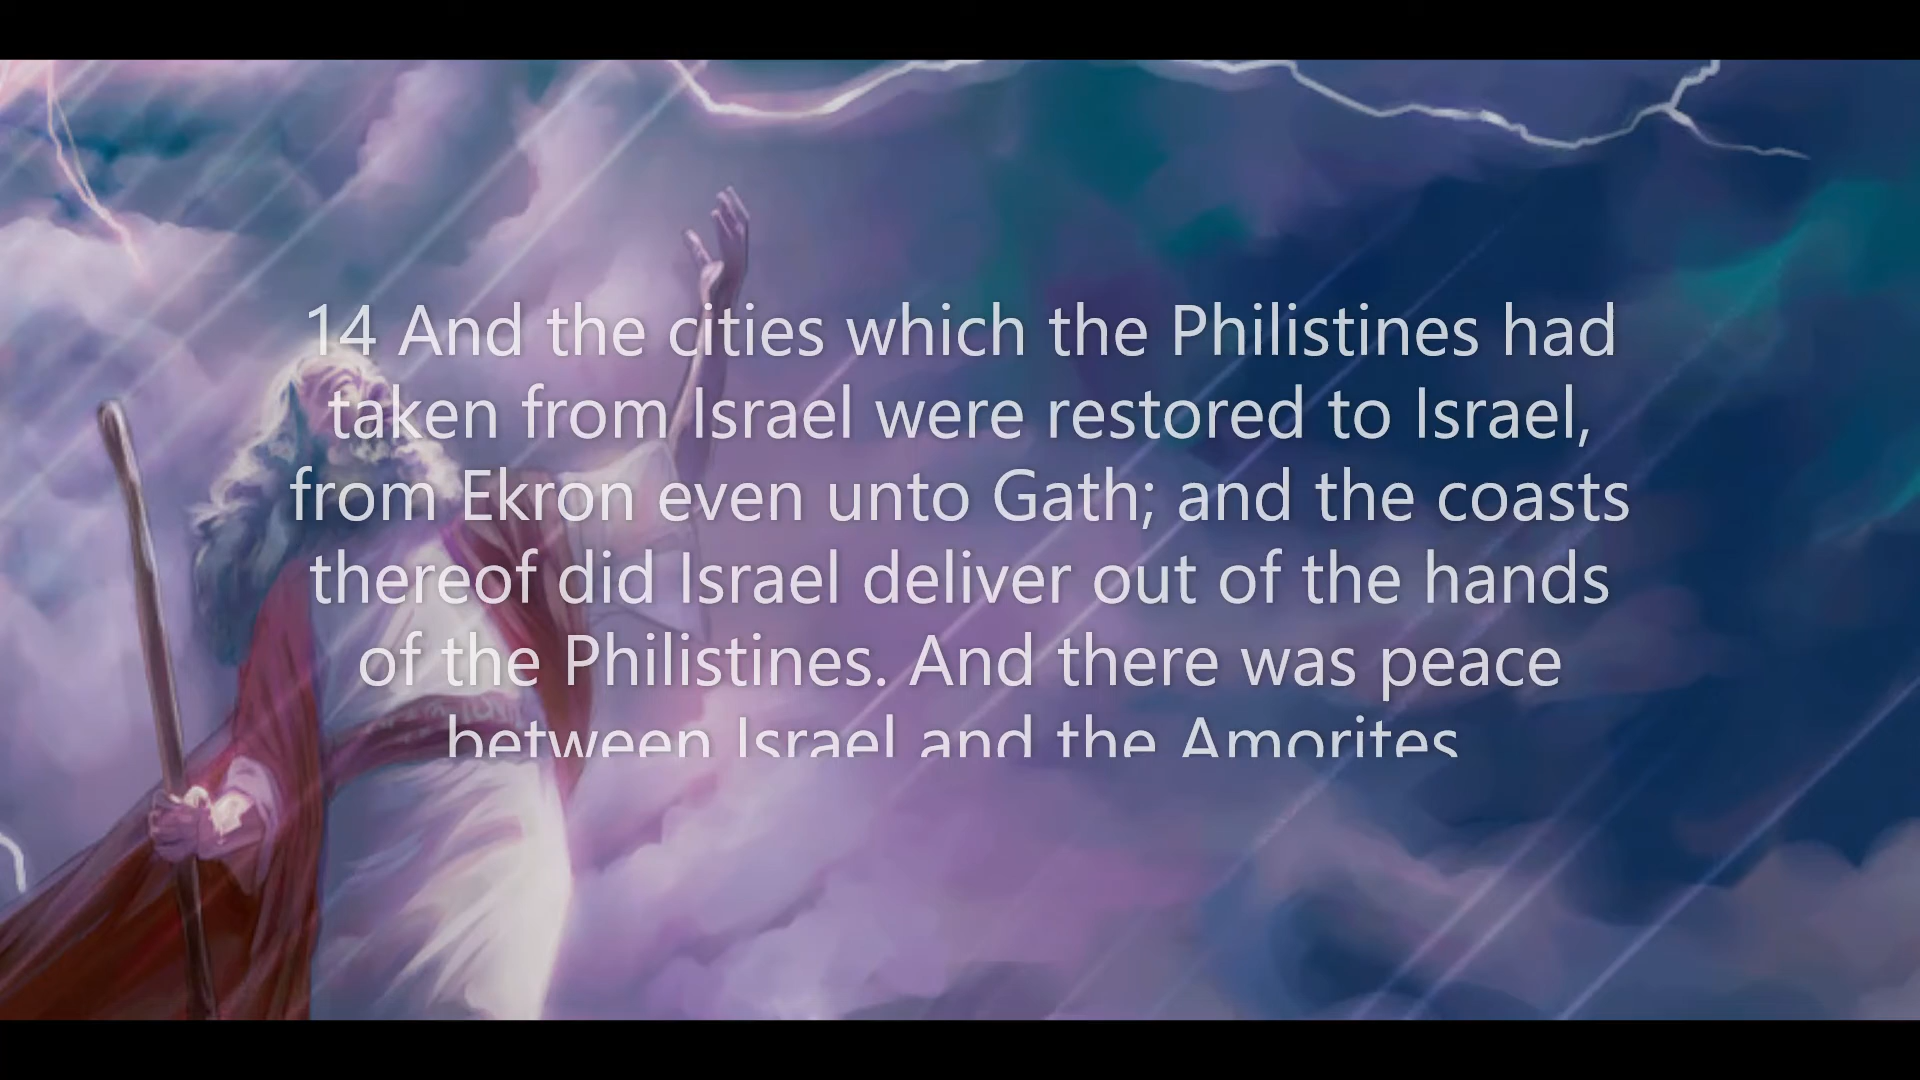 14 And the cities which the Philistines had
taken from Israel were restored to Israel,
from Ekron even unto Gath; and the coasts
thereof did Israel deliver out of the hands
of the Philistines. And there was peace
between Israel and the Amorites